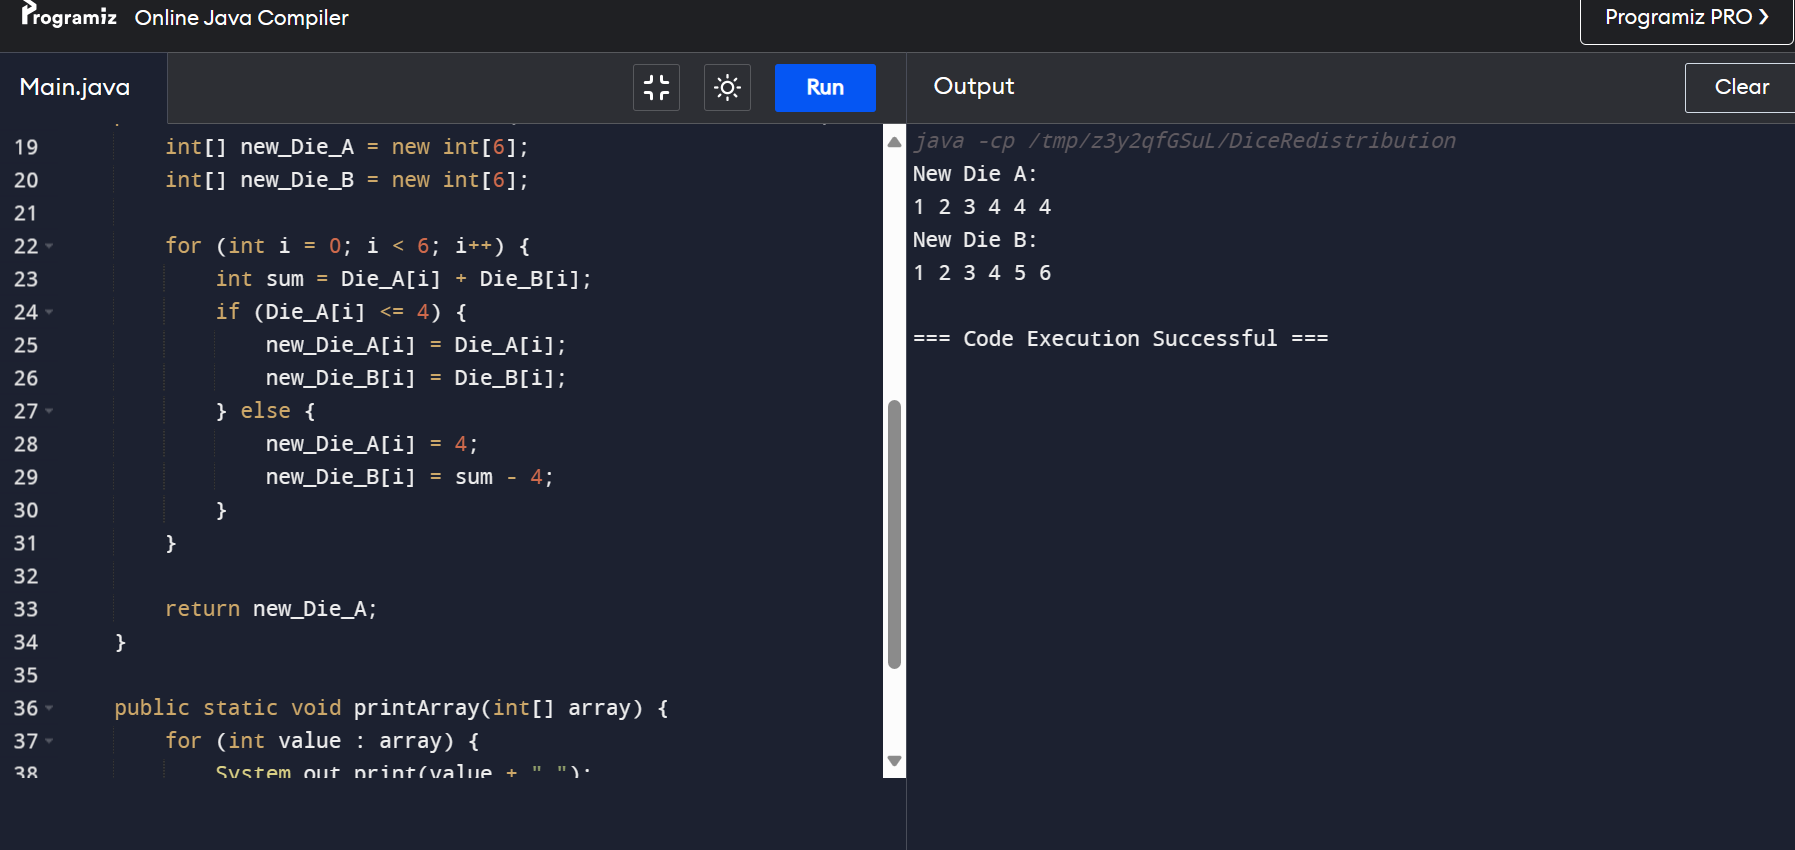 Programiz Online Java Compiler
Programiz PRO
Main.java
Run
19 int[] new_Die_A = new int[6];
20 int[] new_Die_B = new int[6];
21
22 for (int i = 0; i < 6; i++) {
23 int sum = Die_A[i] + Die_B[i];
24 if (Die_A[i] <= 4) {
25 new_Die_A[i] = Die_A[i];
26 new_Die_B[i] = Die_B[i];
27 } else {
28 new_Die_A[i] = 4;
29 new_Die_B[i] = sum - 4;
30 }
31 }
32
33 return new_Die_A;
34 }
35
36 public static void printArray(int[] array) {
37 for (int value : array) {
38 System.out.print(value + " ");
Output
Clear
java -cp /tmp/z3y2qfGSuL/DiceRedistribution
New Die A:
1 2 3 4 4 4
New Die B:
1 2 3 4 5 6
=== Code Execution Successful ===